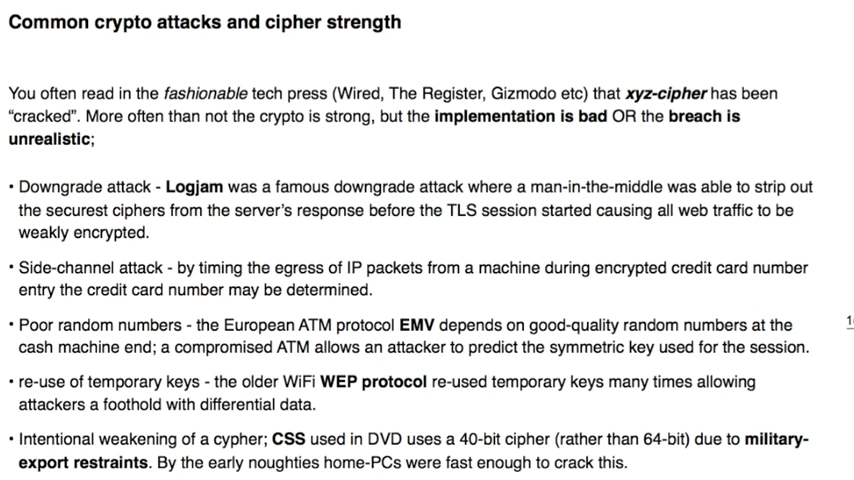 Common crypto attacks and cipher strength
You often read in the fashionable tech press (Wired, The Register, Gizmodo etc) that xyz-cipher has been
“cracked”. More often than not the crypto is strong, but the implementation is bad OR the breach is
unrealistic;
• Downgrade attack - Logjam was a famous downgrade attack where a man-in-the-middle was able to strip out
the securest ciphers from the server’s response before the TLS session started causing all web traffic to be
weakly encrypted.
• Side-channel attack - by timing the egress of IP packets from a machine during encrypted credit card number
entry the credit card number may be determined.
• Poor random numbers - the European ATM protocol EMV depends on good-quality random numbers at the
cash machine end; a compromised ATM allows an attacker to predict the symmetric key used for the session.
• re-use of temporary keys - the older WiFi WEP protocol re-used temporary keys many times allowing
attackers a foothold with differential data.
• Intentional weakening of a cypher; CSS used in DVD uses a 40-bit cipher (rather than 64-bit) due to military-
export restraints. By the early noughties home-PCs were fast enough to crack this.